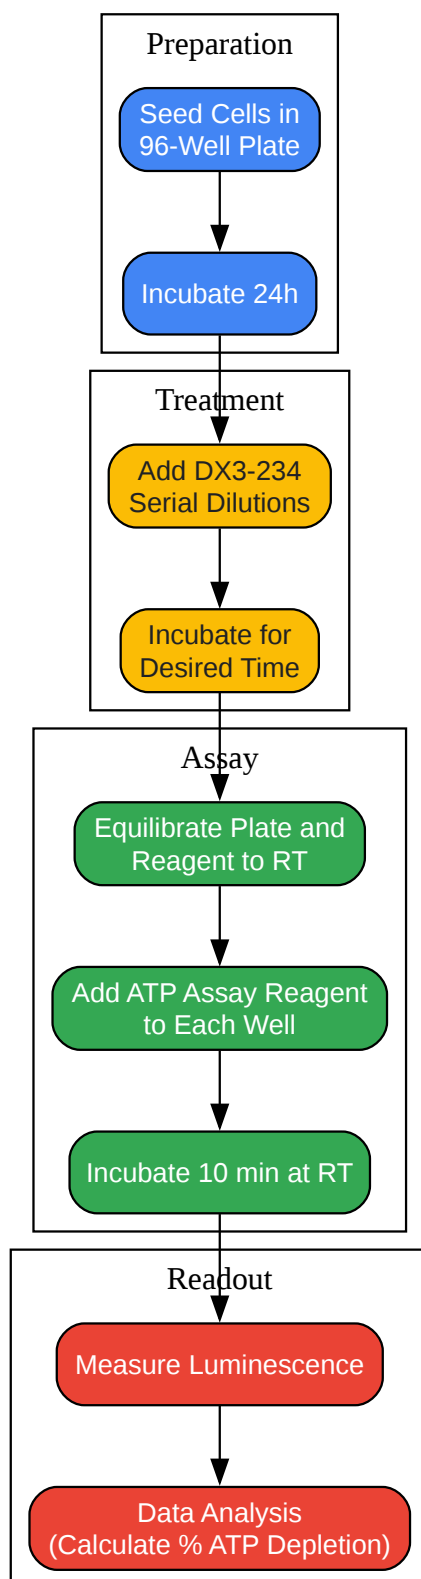 Preparation
Seed Cells in
96-Well Plate
Incubate 24h
Treatment
Add DX3-234
Serial Dilutions
Incubate for
Desired Time
Assay
Equilibrate Plate and
Reagent to RT
Add ATP Assay Reagent
to Each Well
Incubate 10 min at RT
Readout
Measure Luminescence
Data Analysis
(Calculate % ATP Depletion)